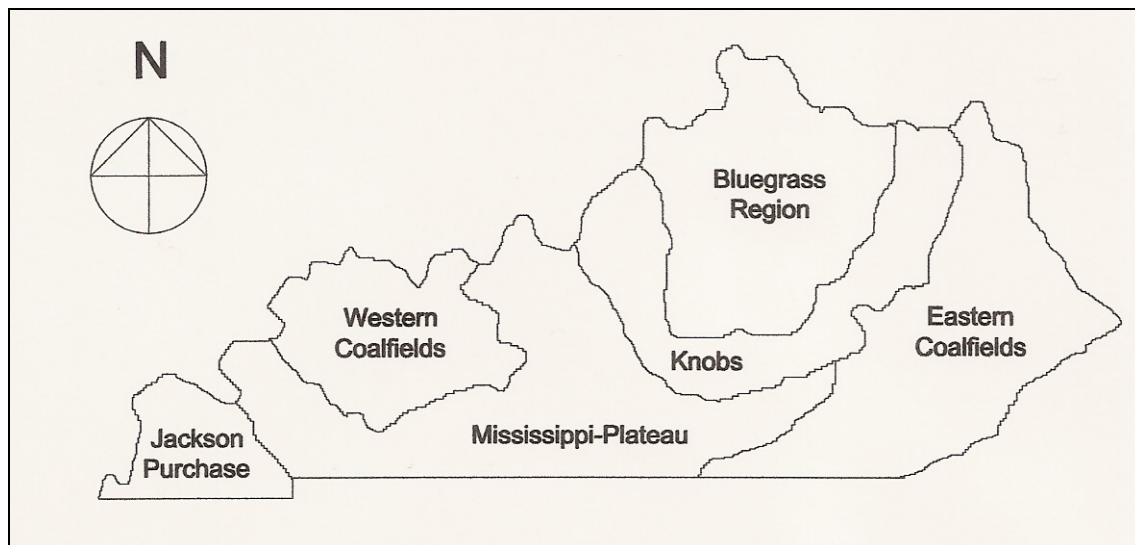 N
Bluegrass
Region
Western
Coalfields
Eastern
Coalfields
Knobs
Mississippi-Plateau
Jackson
Purchase